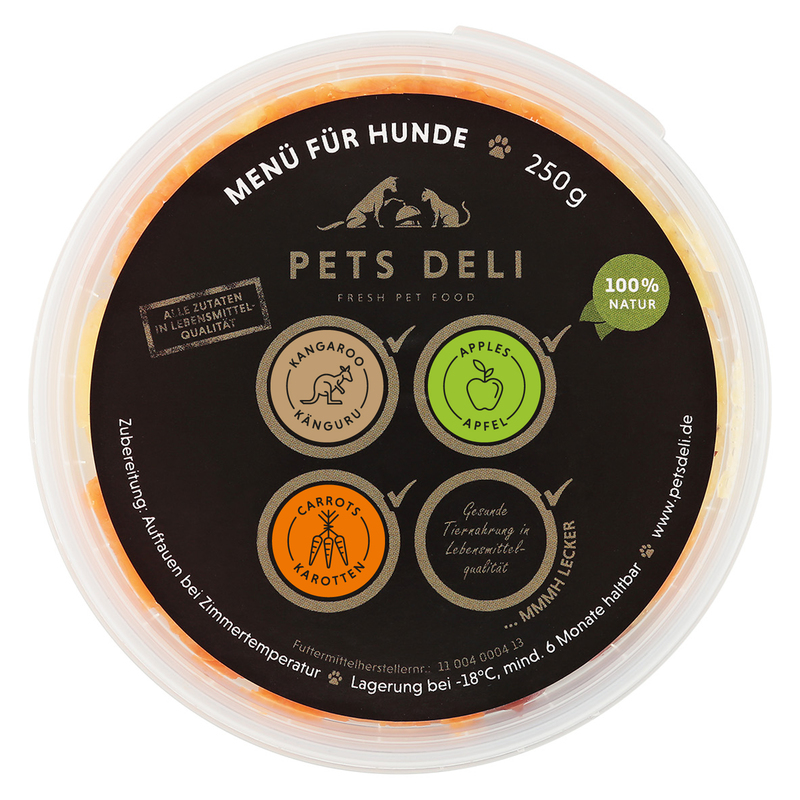 MENÜ FÜR HUNDE 250g
PETS DELI
FRESH PET FOOD
ALLE ZUTATEN
IN LEBENSMITTEL-
QUALITÄT
100%
NATUR
KANGAROO
KÄNGURU
APPLES
APFEL
CARROTS
KAROTTEN
Gesunde
Tiernahrung in
Lebensmittel-
qualität
... MMMH LECKER
Futtermittelherstellernr.: 11 004 0004 13
Zubereitung: Auftauen bei Zimmertemperatur Lagerung bei -18°C, mind. 6 Monate haltbar www.petsdeli.de